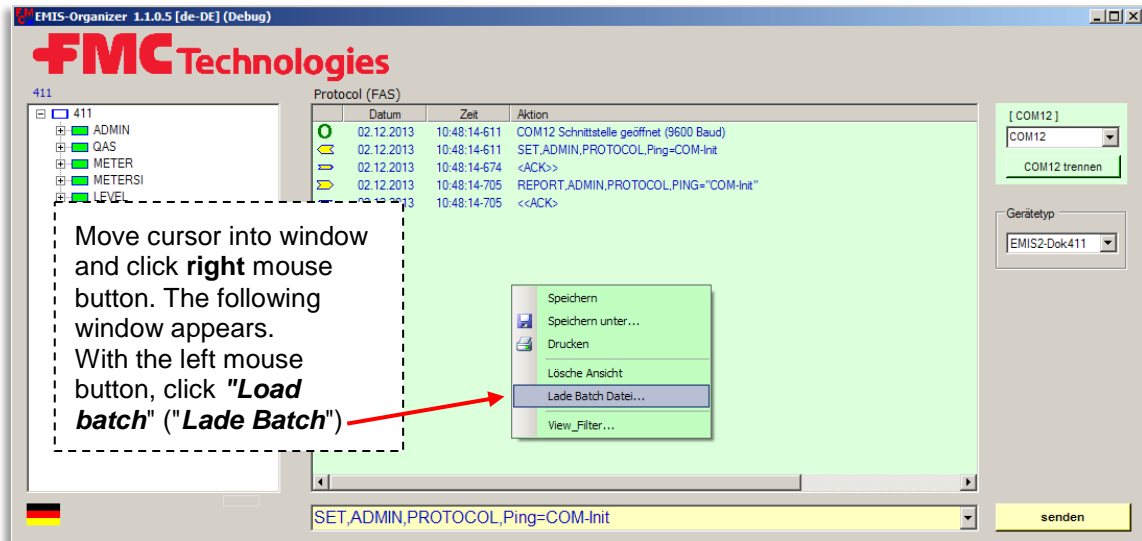 EMIS-Organizer 1.1.0.5 [de-DE] (Debug)
FMC Technologies
411
Protocol (FAS)
411
ADMIN
QAS
METER
METERSI
LEVEL
Datum Zeit Aktion
02.12.2013 10:48:14-611 COM12 Schnittstelle geöffnet (9600 Baud)
02.12.2013 10:48:14-611 SET,ADMIN,PROTOCOL,Ping=COM-Init
02.12.2013 10:48:14-674 <ACK>>
02.12.2013 10:48:14-705 REPORT,ADMIN,PROTOCOL,PING="COM-Init"
10:48:14-705 <<ACK>
[ COM12 ]
COM12
COM12 trennen
Gerätetyp
EMIS2-Dok411
Move cursor into window
and click right mouse
button. The following
window appears.
With the left mouse
button, click "Load
batch" ("Lade Batch")
Speichern
Speichern unter...
Drucken
Lösche Ansicht
Lade Batch Datei...
View_Filter...
SET,ADMIN,PROTOCOL,Ping=COM-Init
senden